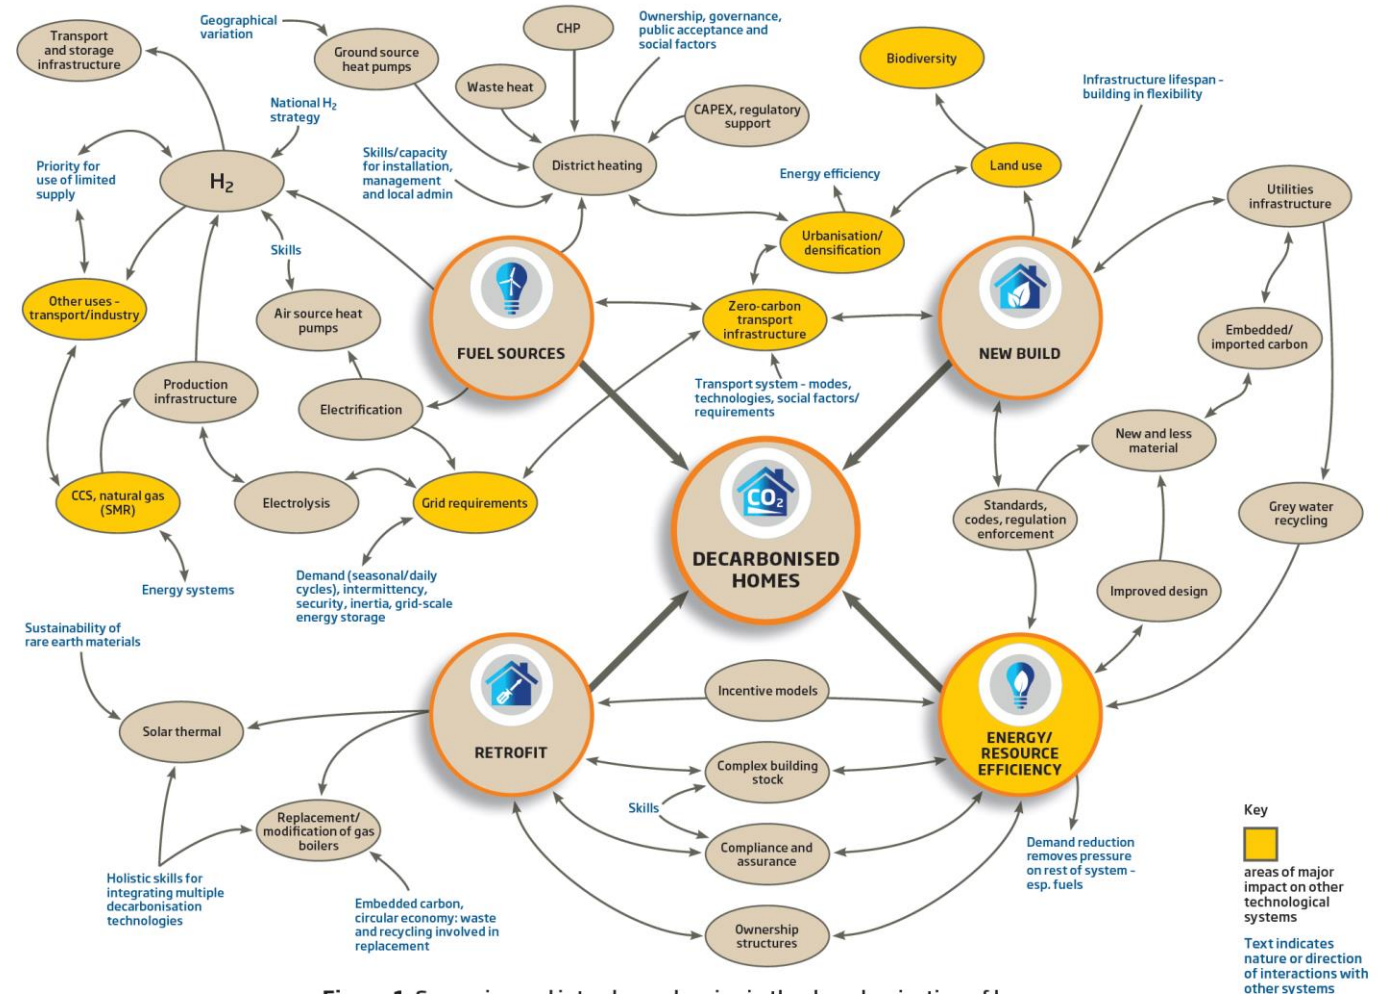 Transport
and storage
infrastructure
Geographical
variation
Ground source
heat pumps
CHP
Waste heat
Ownership, governance,
public acceptance and
social factors
CAPEX, regulatory
support
Biodiversity
Infrastructure lifespan –
building in flexibility
National H2
strategy
Priority for
use of limited
supply
H2
Skills/capacity
for installation,
management
and local admin
District heating
Energy efficiency
Land use
Utilities
infrastructure
Skills
Urbanisation/
densification
Other uses –
transport/industry
Air source heat
pumps
FUEL SOURCES
Zero-carbon
transport
infrastructure
NEW BUILD
Embedded/
imported carbon
Production
infrastructure
Electrification
Transport system – modes,
technologies, social factors/
requirements
New and less
material
CCS, natural gas
(SMR)
Electrolysis
Grid requirements
CO2
DECARBONISED
HOMES
Standards,
codes, regulation
enforcement
Grey water
recycling
Energy systems
Demand (seasonal/daily
cycles), intermittency,
security, inertia, grid-scale
energy storage
Improved design
Sustainability of
rare earth materials
Solar thermal
RETROFIT
Incentive models
ENERGY/
RESOURCE
EFFICIENCY
Complex building
stock
Skills
Replacement/
modification of gas
boilers
Compliance and
assurance
Demand reduction
removes pressure
on rest of system –
esp. fuels
Holistic skills for
integrating multiple
decarbonisation
technologies
Embedded carbon,
circular economy: waste
and recycling involved in
replacement
Ownership
structures
Key
areas of major
impact on other
technological
systems
Text indicates
nature or direction
of interactions with
other systems